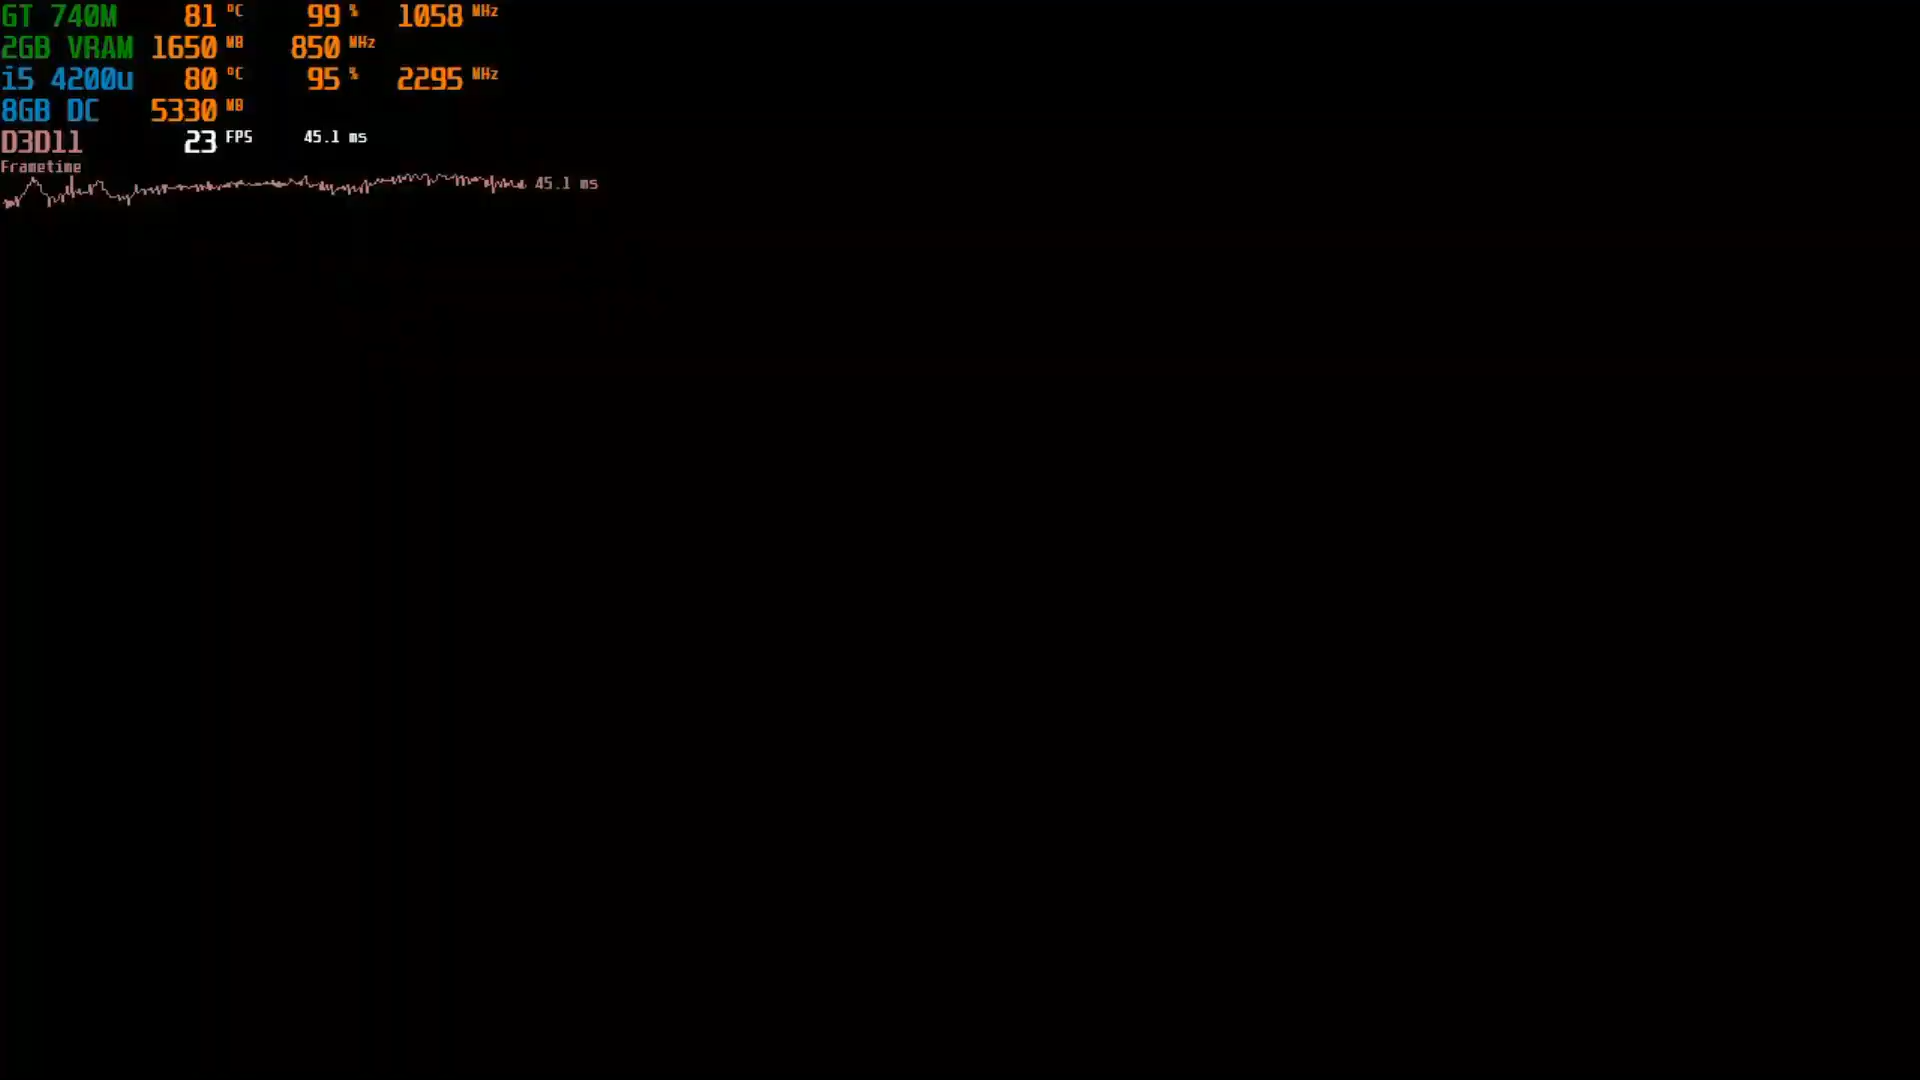 GT 740M 81 °C 99 % 1058 MHz
2GB VRAM 1650 MB 850 MHz
i5 4200u 80 °C 95 % 2295 MHz
8GB DC 5330 MB
D3D11 23 FPS 45.1 ms
Frametime
45.1 ms